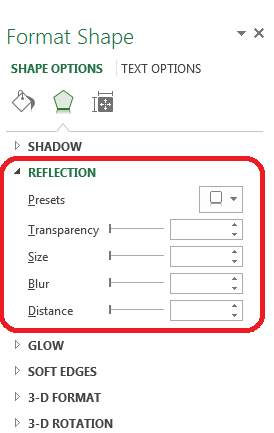 Format Shape
SHAPE OPTIONS TEXT OPTIONS
SHADOW
REFLECTION
Presets
Transparency
Size
Blur
Distance
GLOW
SOFT EDGES
3-D FORMAT
3-D ROTATION